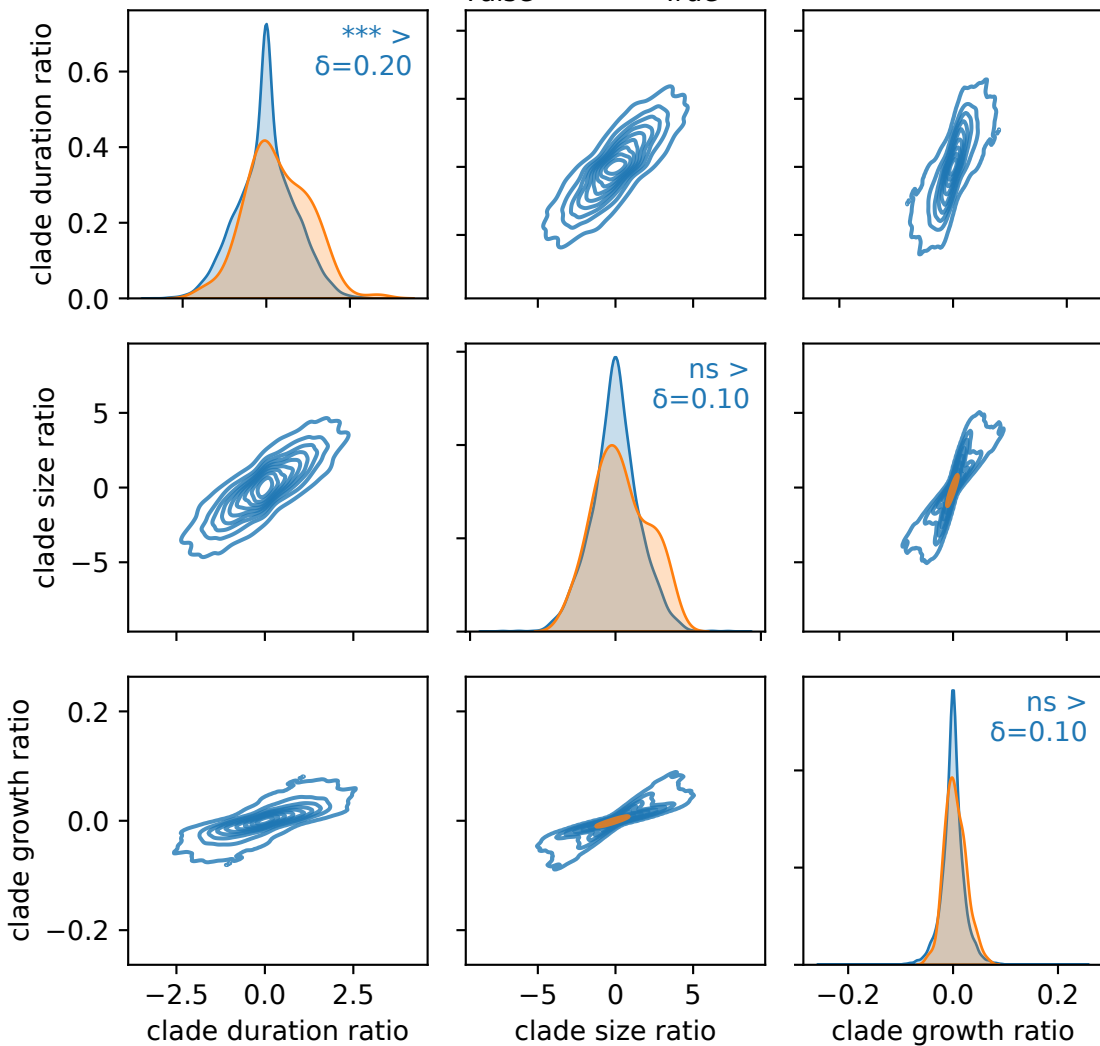 clade duration ratio
0.6
0.4
0.2
0.0
*** >
δ=0.20
clade size ratio
5
0
−5
ns >
δ=0.10
clade growth ratio
0.2
0.0
−0.2
ns >
δ=0.10
−2.5 0.0 2.5
−5 0 5
−0.2 0.0 0.2
clade duration ratio
clade size ratio
clade growth ratio